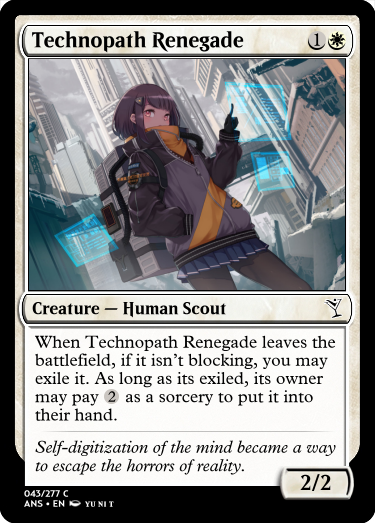 Technopath Renegade 1
Creature — Human Scout
When Technopath Renegade leaves the
battlefield, if it isn't blocking, you may
exile it. As long as its exiled, its owner
may pay 2 as a sorcery to put it into
their hand.
Self-digitization of the mind became a way
to escape the horrors of reality.
2/2
043/277 C
ANS • EN YUNIT